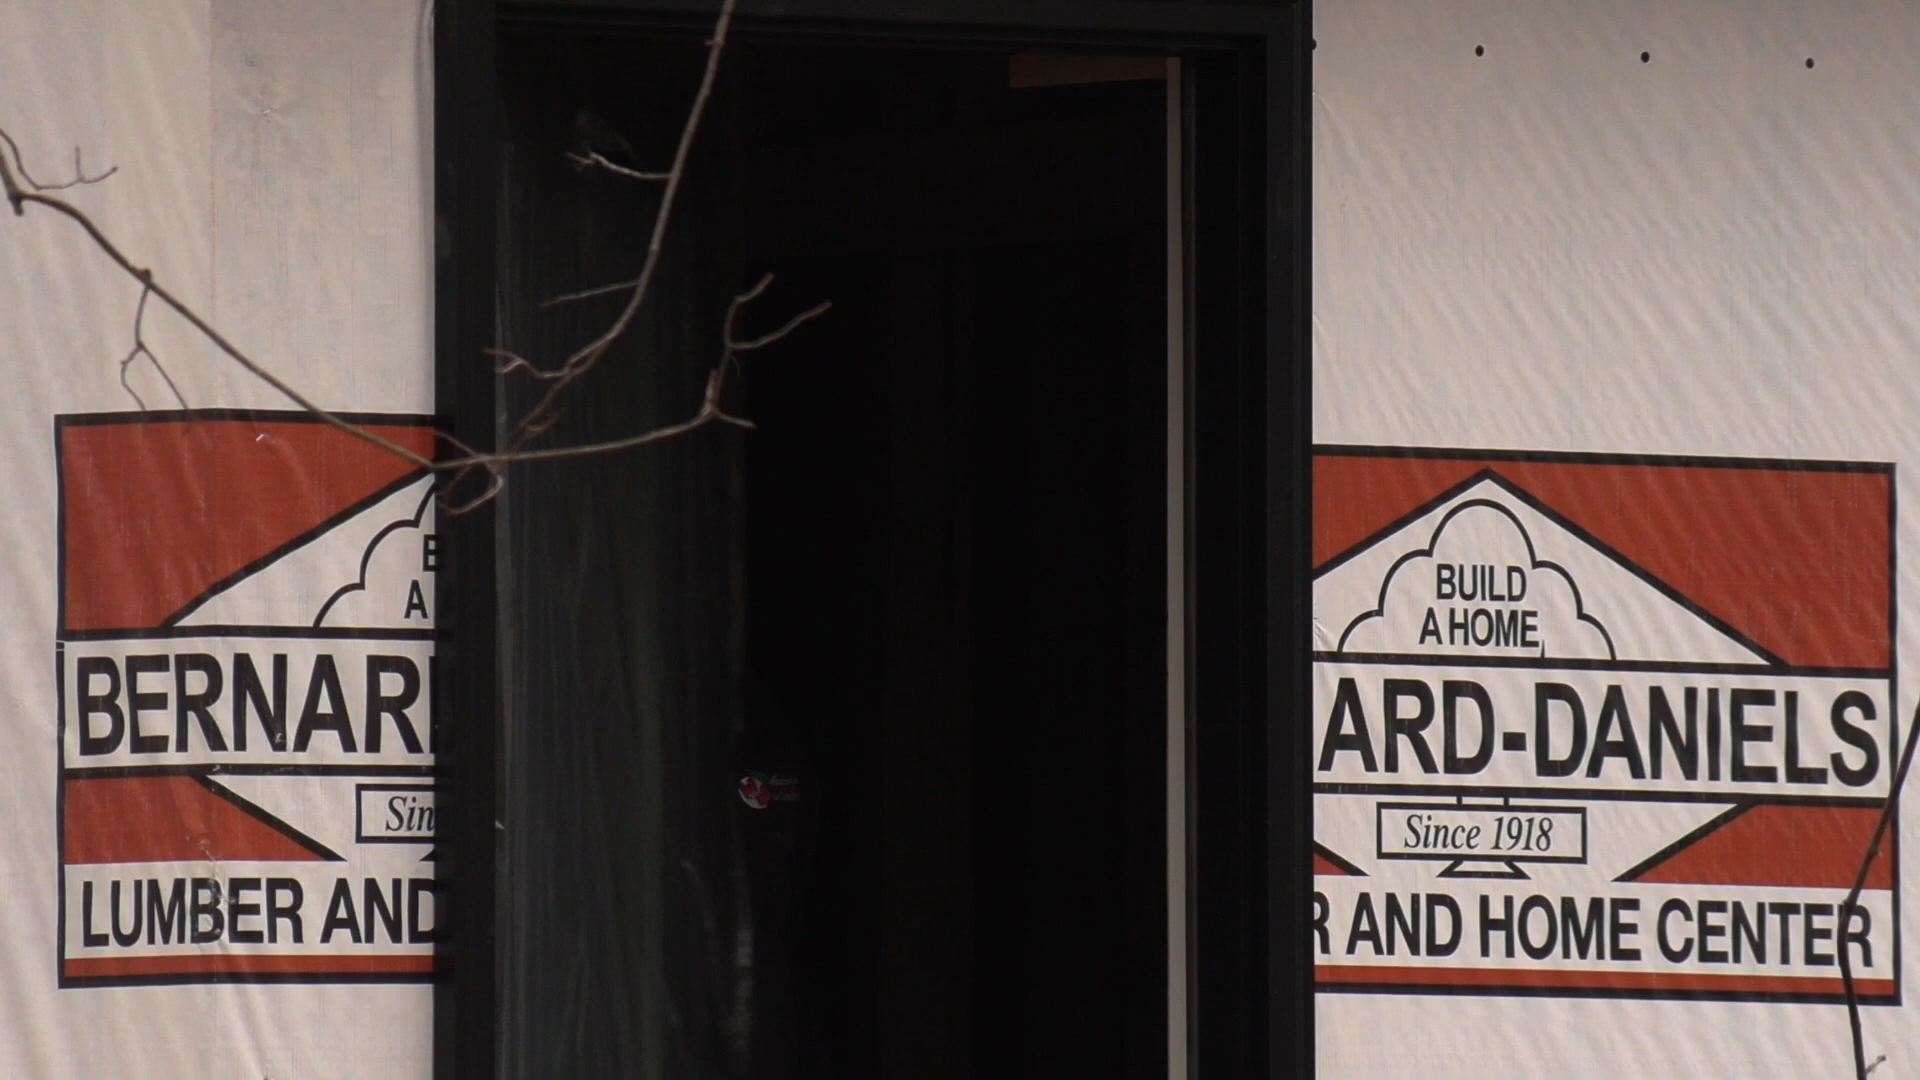 A
BERNAR
Sin
LUMBER AND
BUILD
A HOME
ARD-DANIELS
Since 1918
R AND HOME CENTER